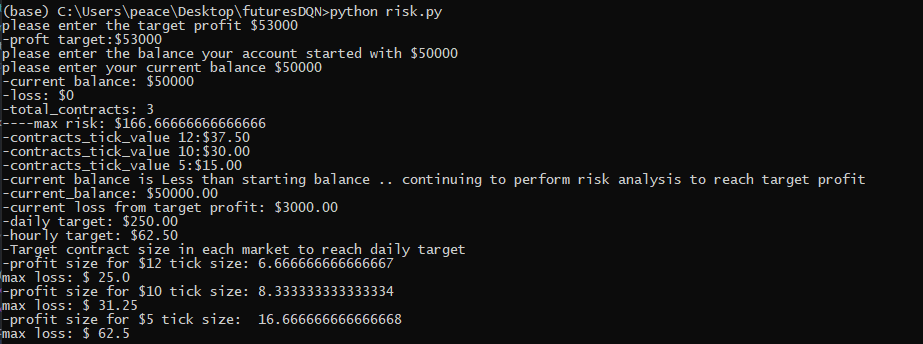 (base) C:\Users\peace\Desktop\futuresDQN>python risk.py
please enter the target profit $53000
-proft target:$53000
please enter the balance your account started with $50000
please enter your current balance $50000
-current balance: $50000
-loss: $0
-total_contracts: 3
----max risk: $166.66666666666666
-contracts_tick_value 12:$37.50
-contracts_tick_value 10:$30.00
-contracts_tick_value 5:$15.00
-current balance is Less than starting balance .. continuing to perform risk analysis to reach target profit
-current_balance: $50000.00
-current loss from target profit: $3000.00
-daily target: $250.00
-hourly target: $62.50
-Target contract size in each market to reach daily target
-profit size for $12 tick size: 6.666666666666667
max loss: $ 25.0
-profit size for $10 tick size: 8.333333333333334
max loss: $ 31.25
-profit size for $5 tick size:  16.666666666666668
max loss: $ 62.5